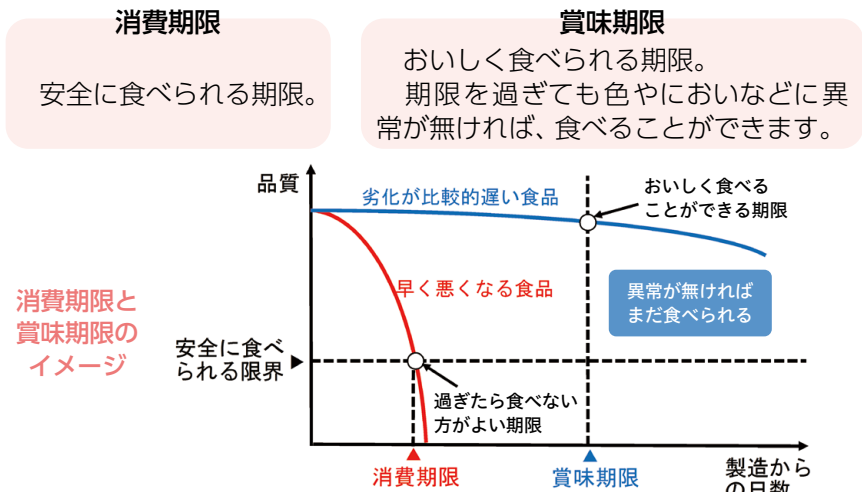 消費期限
安全に食べられる期限。
賞味期限
おいしく食べられる期限。
期限を過ぎても色やにおいなどに異
常が無ければ、食べることができます。
消費期限と
賞味期限の
イメージ
品質
劣化が比較的遅い食品
おいしく食べる
ことができる期限
早く悪くなる食品
異常が無ければ
まだ食べられる
安全に食べ
られる限界
過ぎたら食べない
方がよい期限
消費期限
賞味期限
製造から
の日数